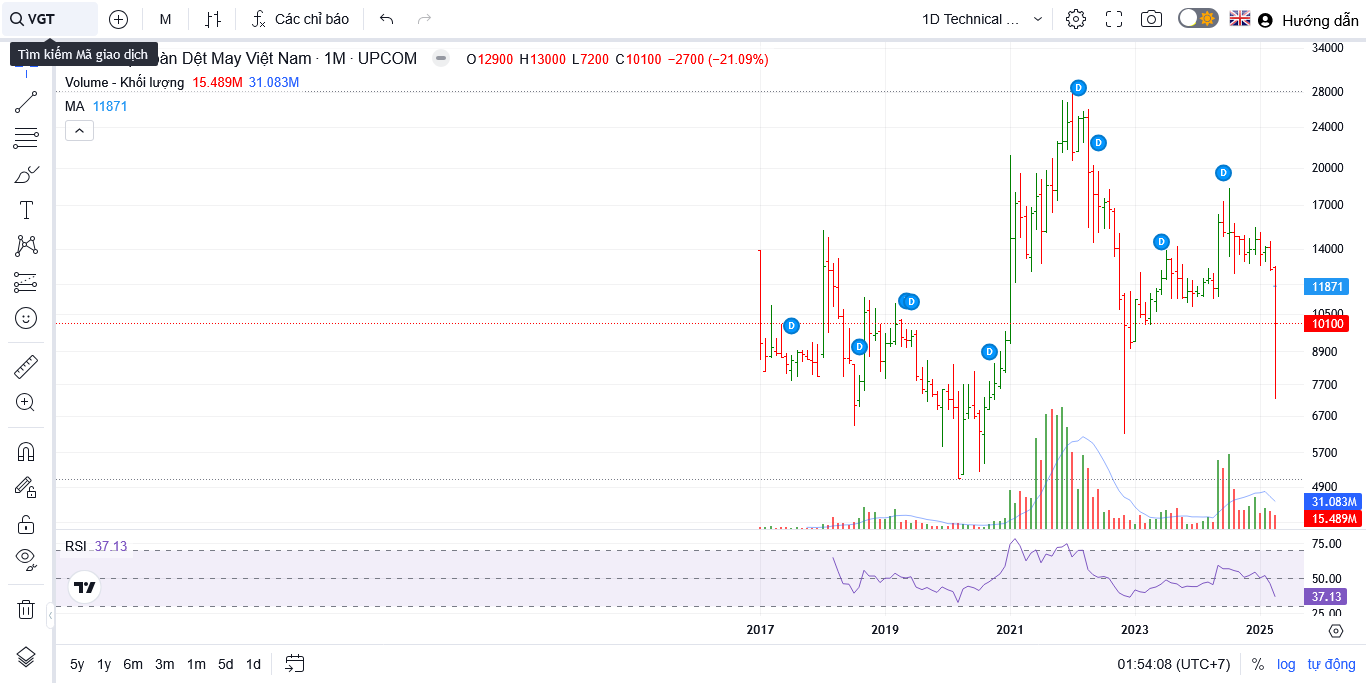 VGT M Các chỉ báo 1D Technical ... Hướng dẫn
Tìm kiếm Mã giao dịch
Dệt May Việt Nam · 1M · UPCOM O12900 H13000 L7200 C10100 −2700 (−21.09%)
Volume - Khối lượng 15.489M 31.083M
MA 11871
34000
28000
24000
20000
17000
14000
11871
10500
10100
8900
7700
6700
5700
4900
31.083M
15.489M
D
D
D
D
D
D
D
D
D
RSI 37.13
75.00
50.00
37.13
25.00
2017 2019 2021 2023 2025
5y 1y 6m 3m 1m 5d 1d 01:54:08 (UTC+7) % log tự động